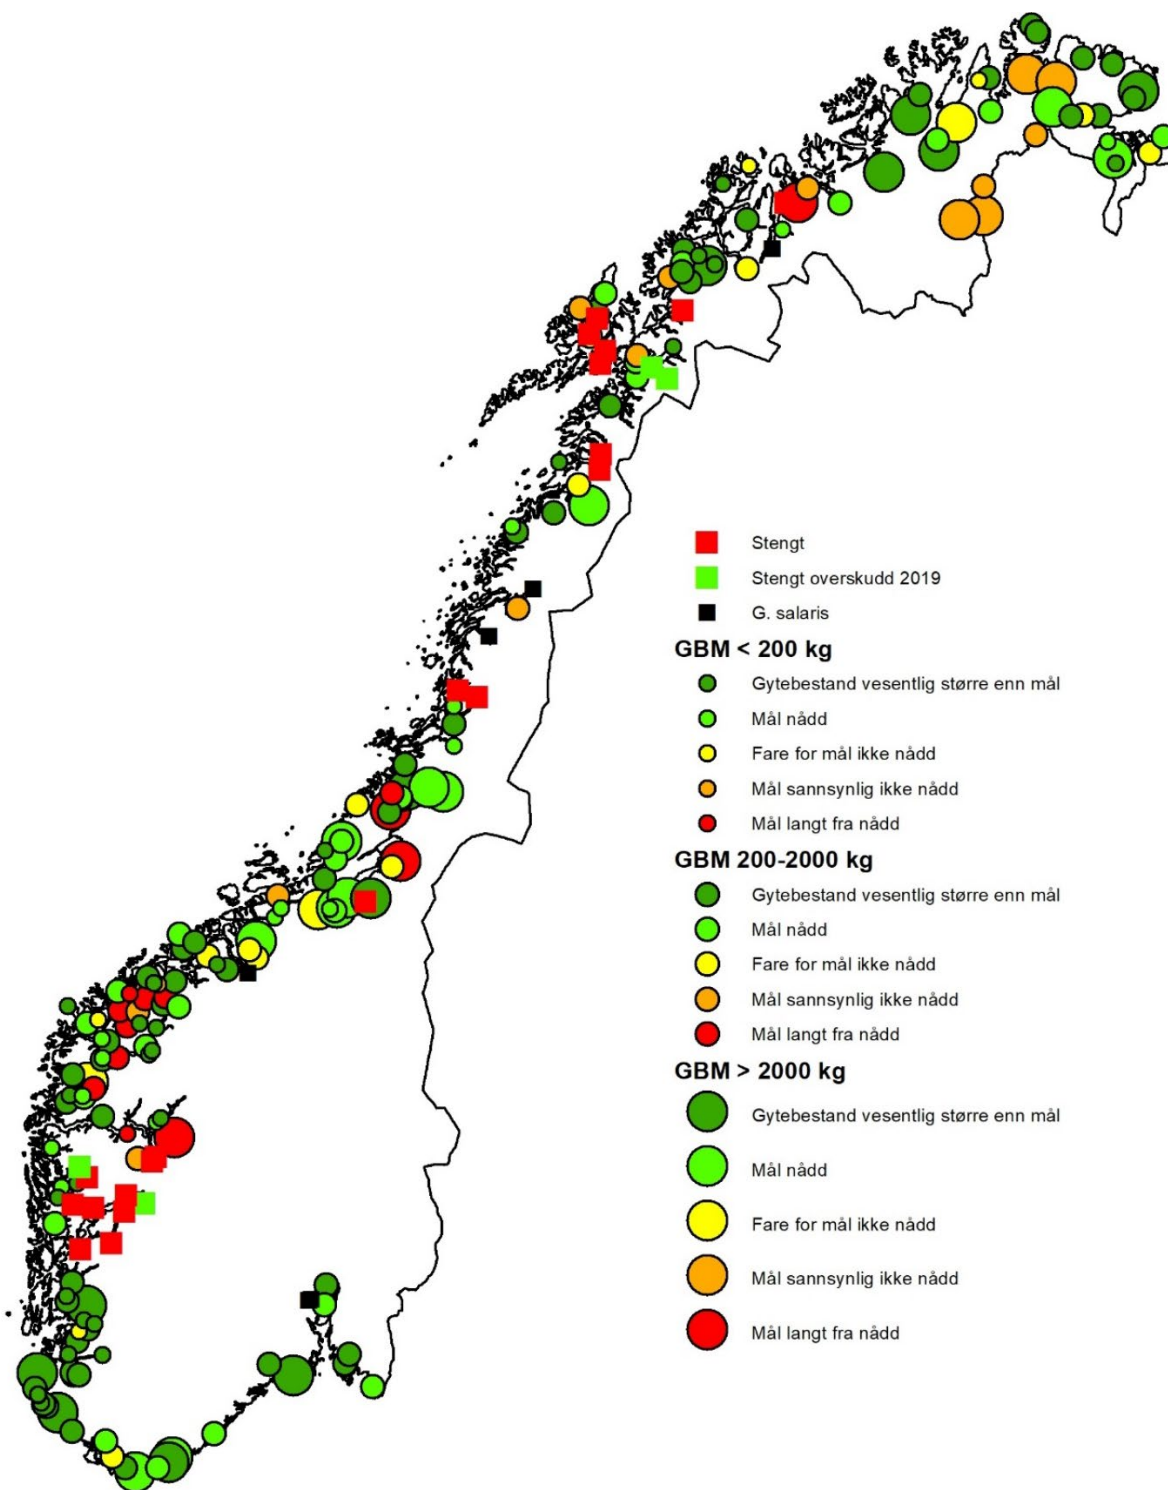 Stengt
Stengt overskudd 2019
G. salaris
GBM < 200 kg
Gytebestand vesentlig større enn mål
Mål nådd
Fare for mål ikke nådd
Mål sannsynlig ikke nådd
Mål langt fra nådd
GBM 200-2000 kg
Gytebestand vesentlig større enn mål
Mål nådd
Fare for mål ikke nådd
Mål sannsynlig ikke nådd
Mål langt fra nådd
GBM > 2000 kg
Gytebestand vesentlig større enn mål
Mål nådd
Fare for mål ikke nådd
Mål sannsynlig ikke nådd
Mål langt fra nådd